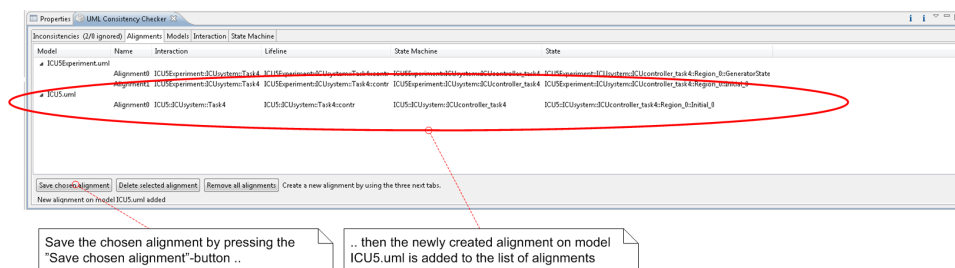 Properties UML Consistency Checker
Inconsistencies (2/0 ignored) Alignments Models Interaction State Machine
Model Name Interaction Lifeline State Machine State
ICU5Experiment.uml
Alignment0 ICU5Experiment::ICUsystem::Task4 ICU5Experiment::ICUsystem::Task4::contr ICU5Experiment::ICUsystem::ICUcontroller_task4 ICU5Experiment::ICUsystem::ICUcontroller_task4::Region_0::GeneratorState
Alignment1 ICU5Experiment::ICUsystem::Task4 ICU5Experiment::ICUsystem::Task4::contr ICU5Experiment::ICUsystem::ICUcontroller_task4 ICU5Experiment::ICUsystem::ICUcontroller_task4::Region_0::Initial_0
ICU5.uml
Alignment0 ICU5::ICUsystem::Task4 ICU5::ICUsystem::Task4::contr ICU5::ICUsystem::ICUcontroller_task4 ICU5::ICUsystem::ICUcontroller_task4::Region_0::Initial_0
Save chosen alignment Delete selected alignment Remove all alignments Create a new alignment by using the three next tabs.
New alignment on model ICU5.uml added
Save the chosen alignment by pressing the
"Save chosen alignment"-button ..
.. then the newly created alignment on model
ICU5.uml is added to the list of alignments